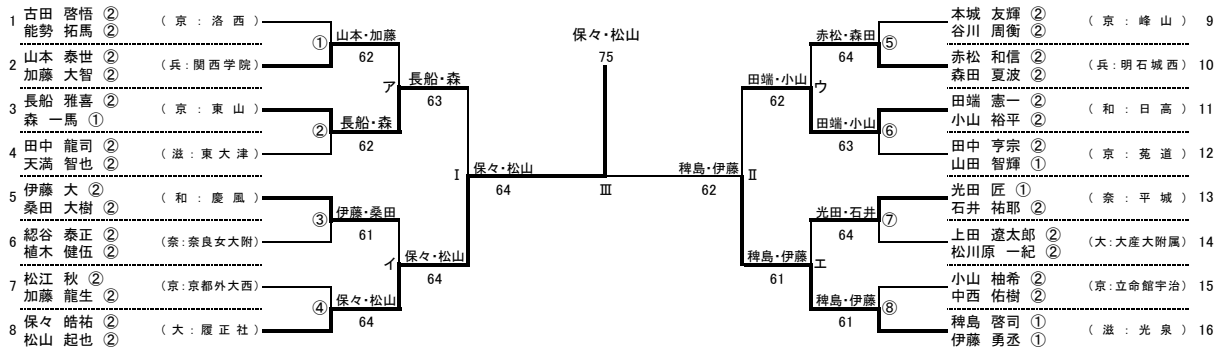 1 古田 啓悟 ② (京:洛西)
能勢 拓馬 ②
2 山本 泰世 ② (兵:関西学院)
加藤 大智 ②
3 長船 雅喜 ② (京:東山)
森 一馬 ①
4 田中 龍司 ② (滋:東大津)
天満 智也 ②
5 伊藤 大 ② (和:慶風)
桑田 大樹 ②
6 綛谷 泰正 ② (奈:奈良女大附)
植木 健伍 ②
7 松江 秋 ② (京:京都外大西)
加藤 龍生 ②
8 保々 皓祐 ② (大:履正社)
松山 起也 ②
① 山本・加藤
62
② 長船・森
62
③ 伊藤・桑田
61
④ 保々・松山
64
ア 長船・森
63
イ 保々・松山
64
Ⅰ 保々・松山
64
保々・松山
75
Ⅲ
稗島・伊藤 Ⅱ
62
田端・小山 ウ
62
稗島・伊藤 エ
61
赤松・森田 ⑤
64
田端・小山 ⑥
63
光田・石井 ⑦
64
稗島・伊藤 ⑧
61
本城 友輝 ② (京:峰山) 9
谷川 周衡 ②
赤松 和信 ② (兵:明石城西) 10
森田 夏波 ②
田端 憲一 ② (和:日高) 11
小山 裕平 ②
田中 亨宗 ② (京:菟道) 12
山田 智輝 ①
光田 匠 ① (奈:平城) 13
石井 祐耶 ②
上田 遼太郎 ② (大:大産大附属) 14
松川原 一紀 ②
小山 柚希 ② (京:立命館宇治) 15
中西 佑樹 ②
稗島 啓司 ① (滋:光泉) 16
伊藤 勇丞 ①